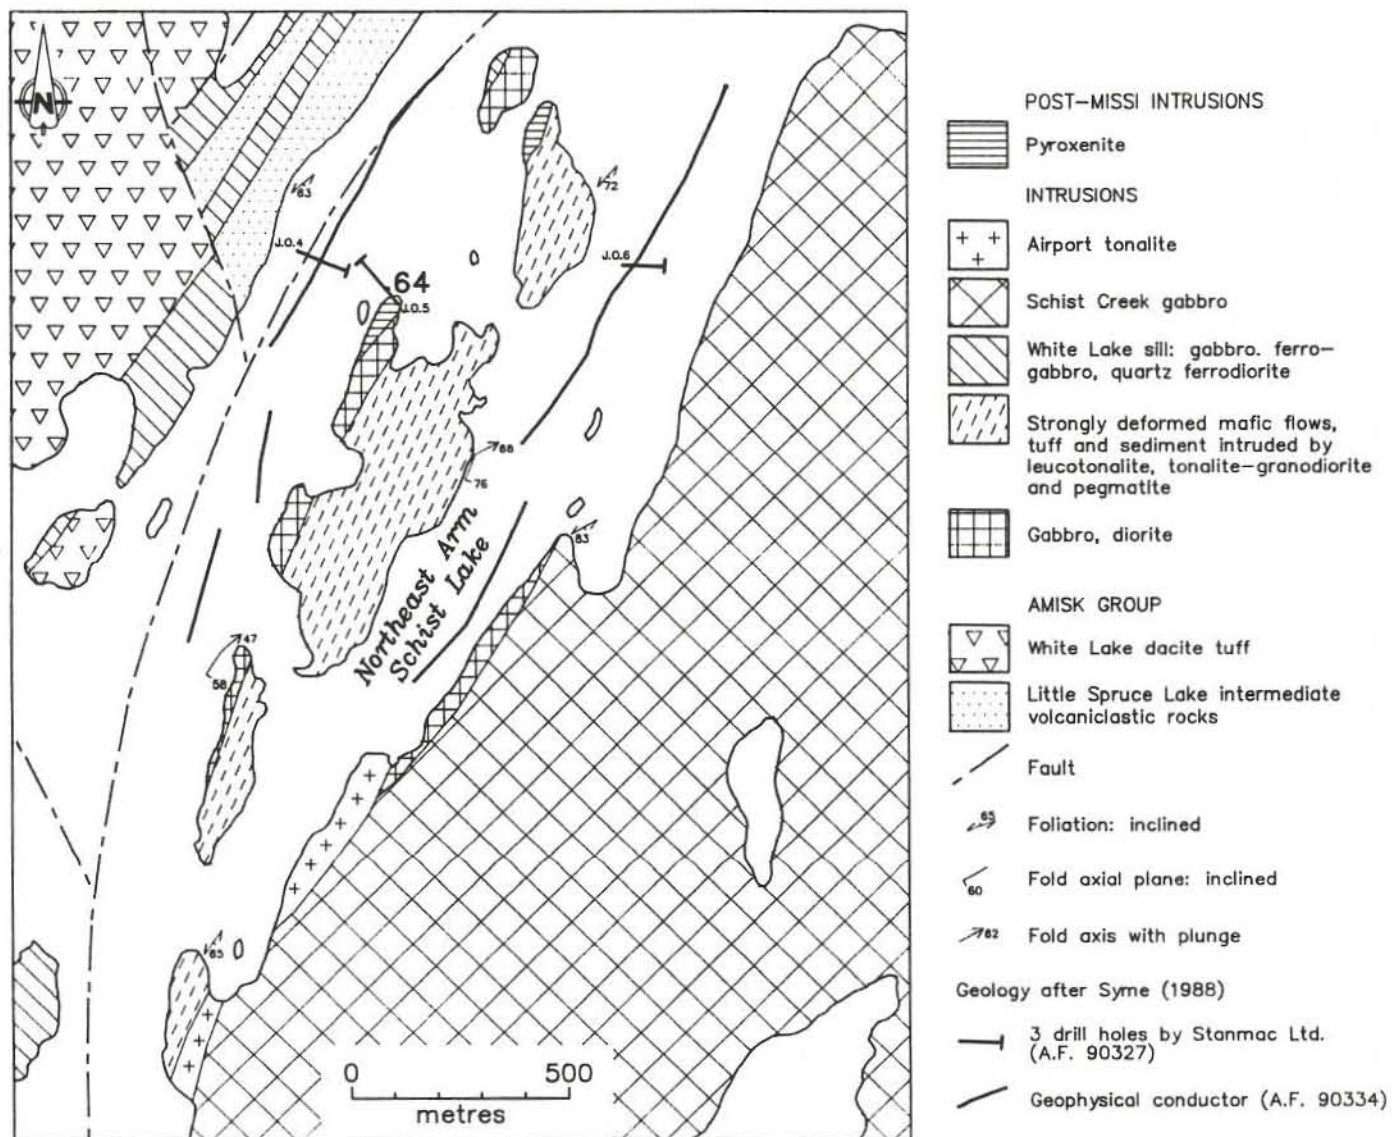 N
63
72
J.O.4
64
J.O.5
J.O.6
68
76
83
Northeast Arm
Schist Lake
47
58
65
0 500
metres
POST-MISSI INTRUSIONS
Pyroxenite
INTRUSIONS
Airport tonalite
Schist Creek gabbro
White Lake sill: gabbro. ferro-
gabbro, quartz ferrodiorite
Strongly deformed mafic flows,
tuff and sediment intruded by
leucotonalite, tonalite-granodiorite
and pegmatite
Gabbro, diorite
AMISK GROUP
White Lake dacite tuff
Little Spruce Lake intermediate
volcaniclastic rocks
Fault
65
Foliation: inclined
60
Fold axial plane: inclined
62
Fold axis with plunge
Geology after Syme (1988)
3 drill holes by Stanmac Ltd.
(A.F. 90327)
Geophysical conductor (A.F. 90334)